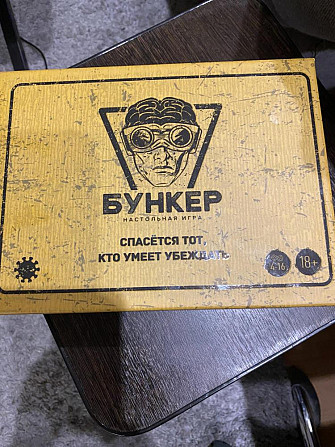 БУНКЕР
НАСТОЛЬНАЯ ИГРА
СПАСЁТСЯ ТОТ,
КТО УМЕЕТ УБЕЖДАТЬ
4-16
18+